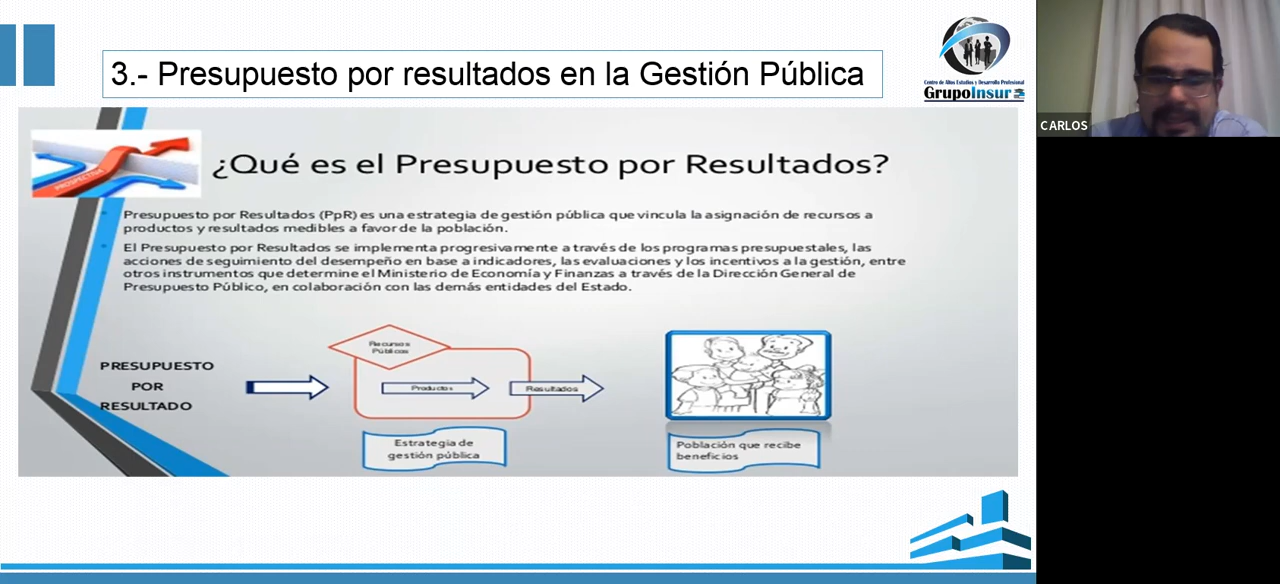 3.- Presupuesto por resultados en la Gestión Pública
Centro de Altos Estudios y Desarrollo Profesional
GrupoInsur
CARLOS
PROSPECTIVA
¿Qué es el Presupuesto por Resultados?
Presupuesto por Resultados (PpR) es una estrategia de gestión pública que vincula la asignación de recursos a
productos y resultados medibles a favor de la población.
El Presupuesto por Resultados se implementa progresivamente a través de los programas presupuestales, las
acciones de seguimiento del desempeño en base a indicadores, las evaluaciones y los incentivos a la gestión, entre
otros instrumentos que determine el Ministerio de Economía y Finanzas a través de la Dirección General de
Presupuesto Público, en colaboración con las demás entidades del Estado.
PRESUPUESTO
POR
RESULTADO
Recursos
Públicos
Productos
Resultados
Estrategia de
gestión pública
Población que recibe
beneficios